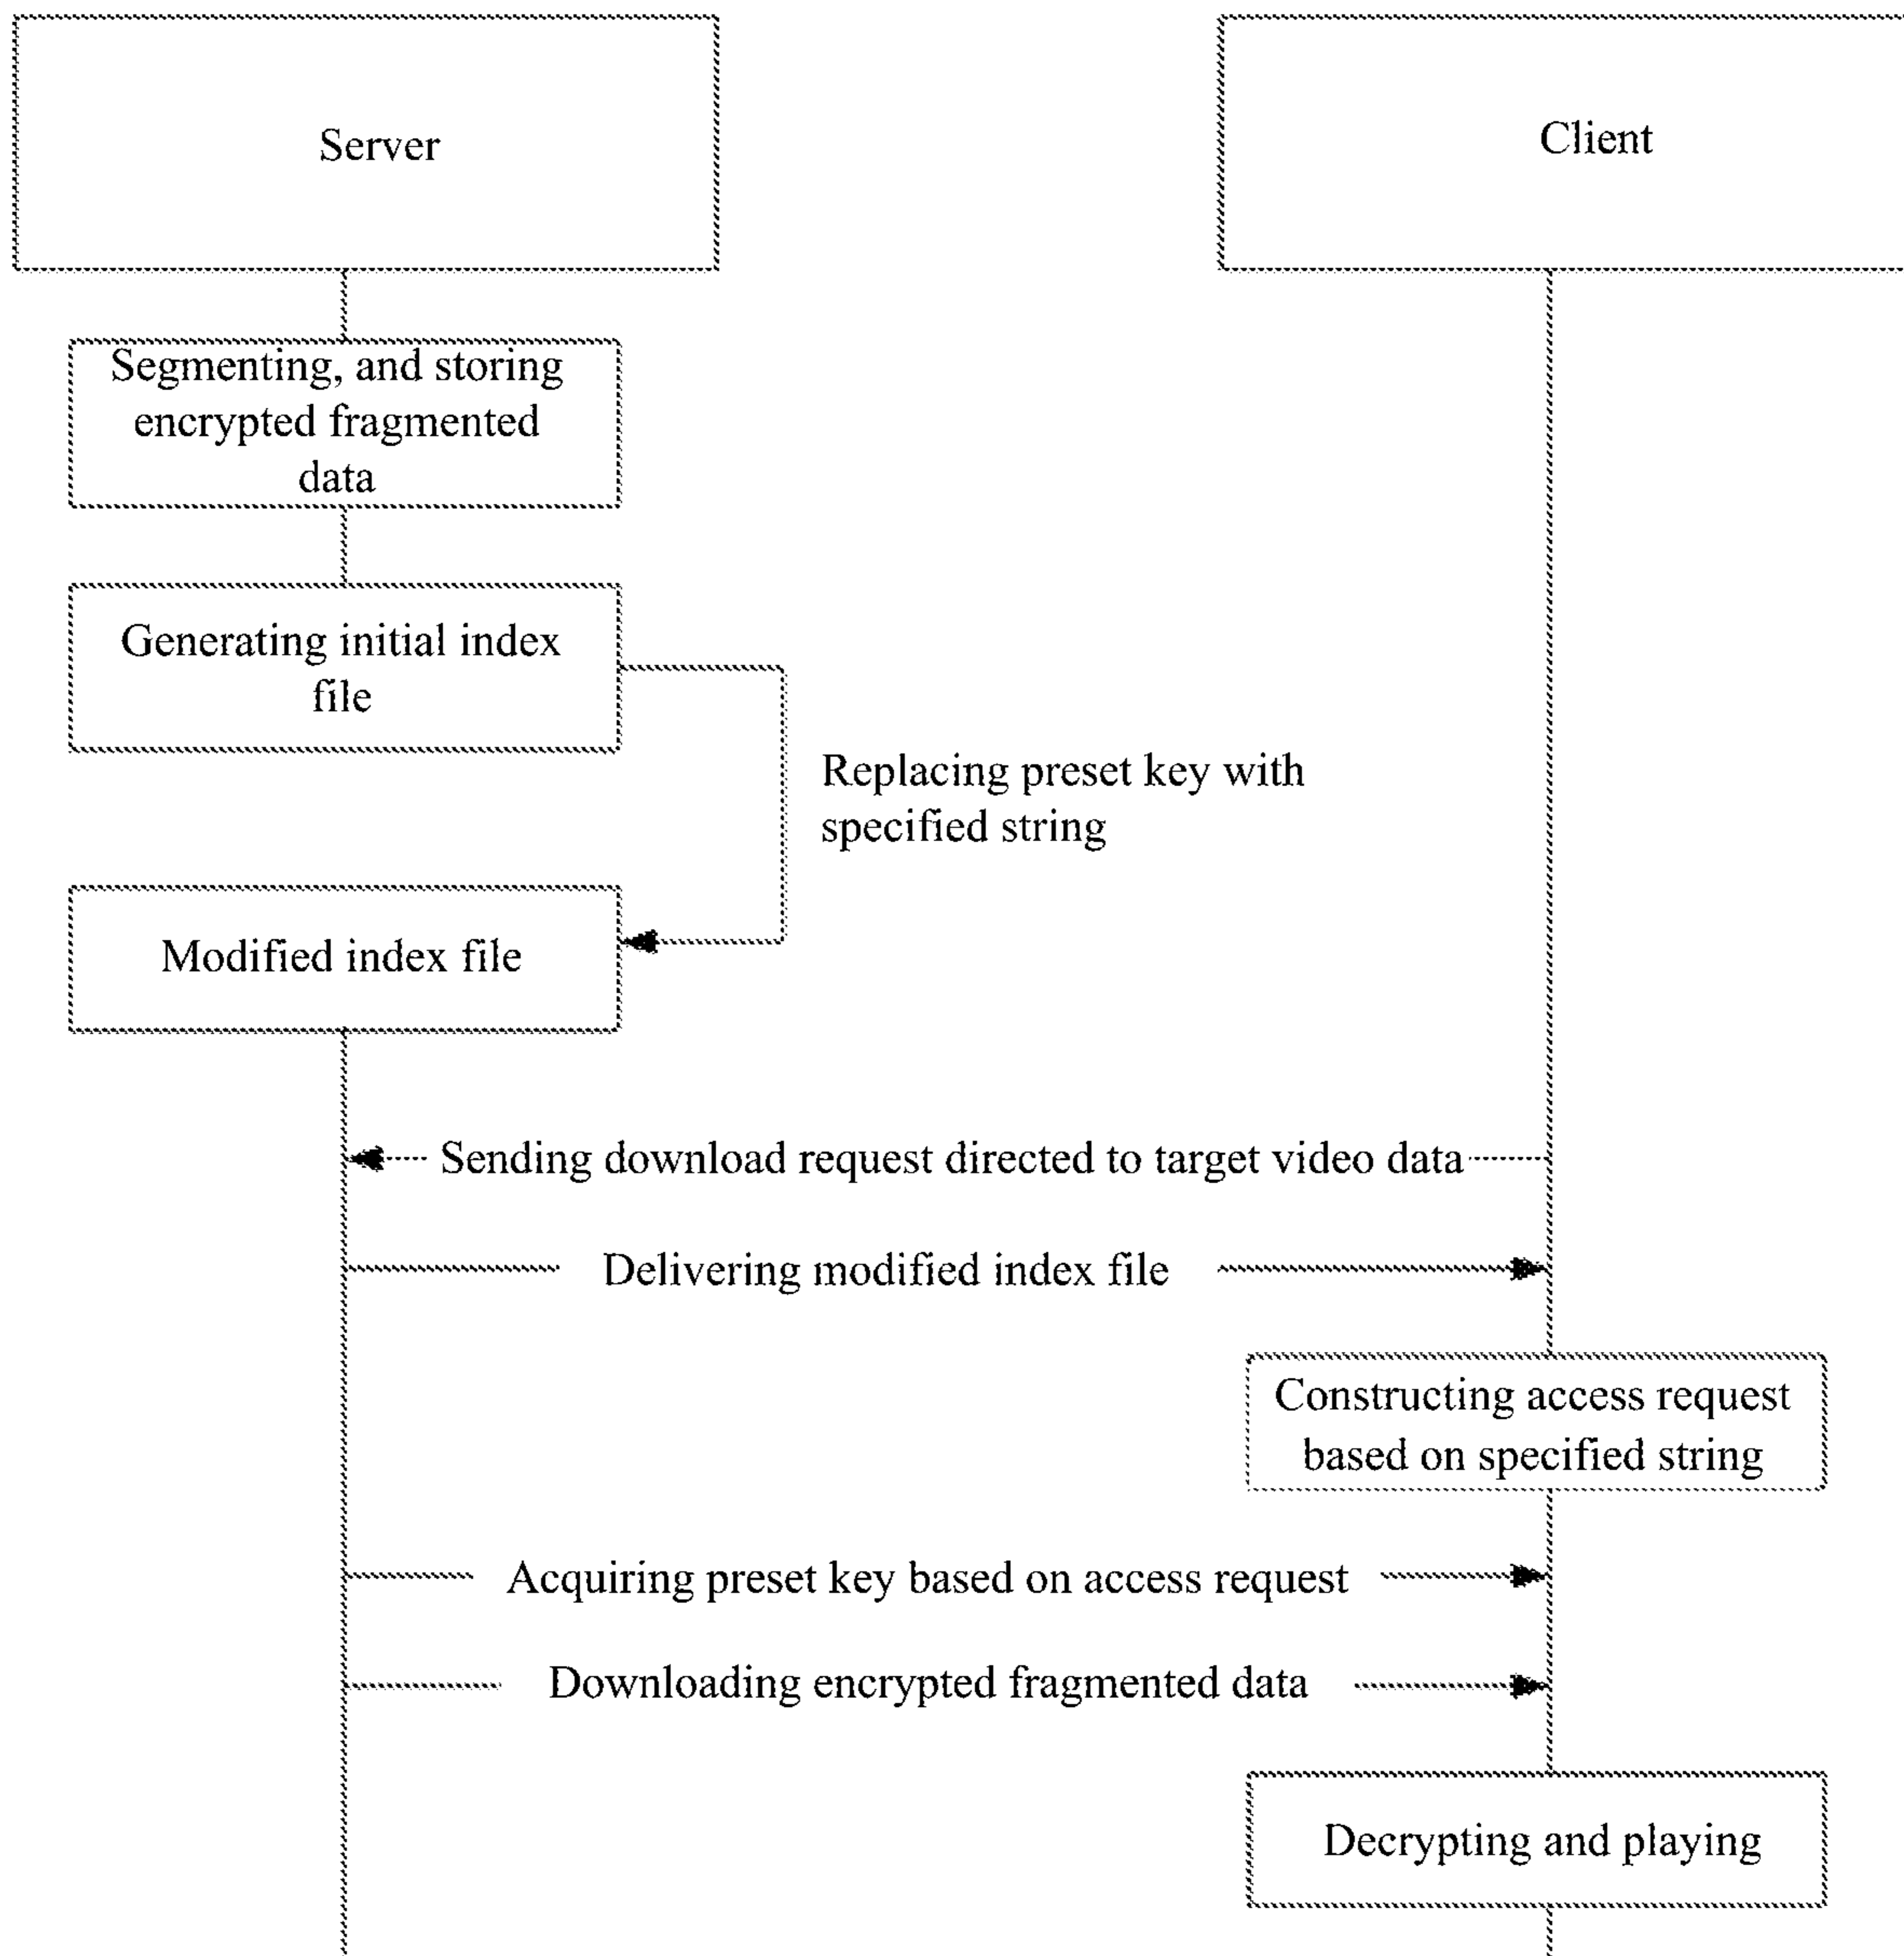 Server
Client
Segmenting, and storing
encrypted fragmented
data
Generating initial index
file
Replacing preset key with
specified string
Modified index file
Sending download request directed to target video data
Delivering modified index file
Constructing access request
based on specified string
Acquiring preset key based on access request
Downloading encrypted fragmented data
Decrypting and playing